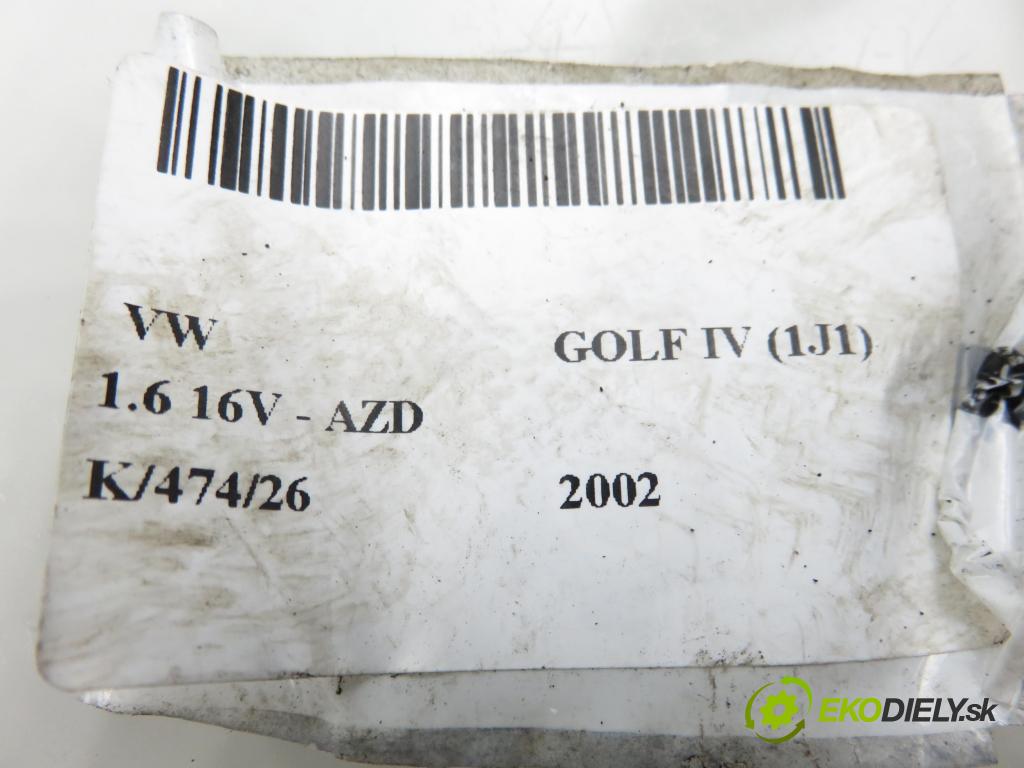 VW
GOLF IV (1J1)
1.6 16V - AZD
K/474/26
2002
EKODIELY.sk